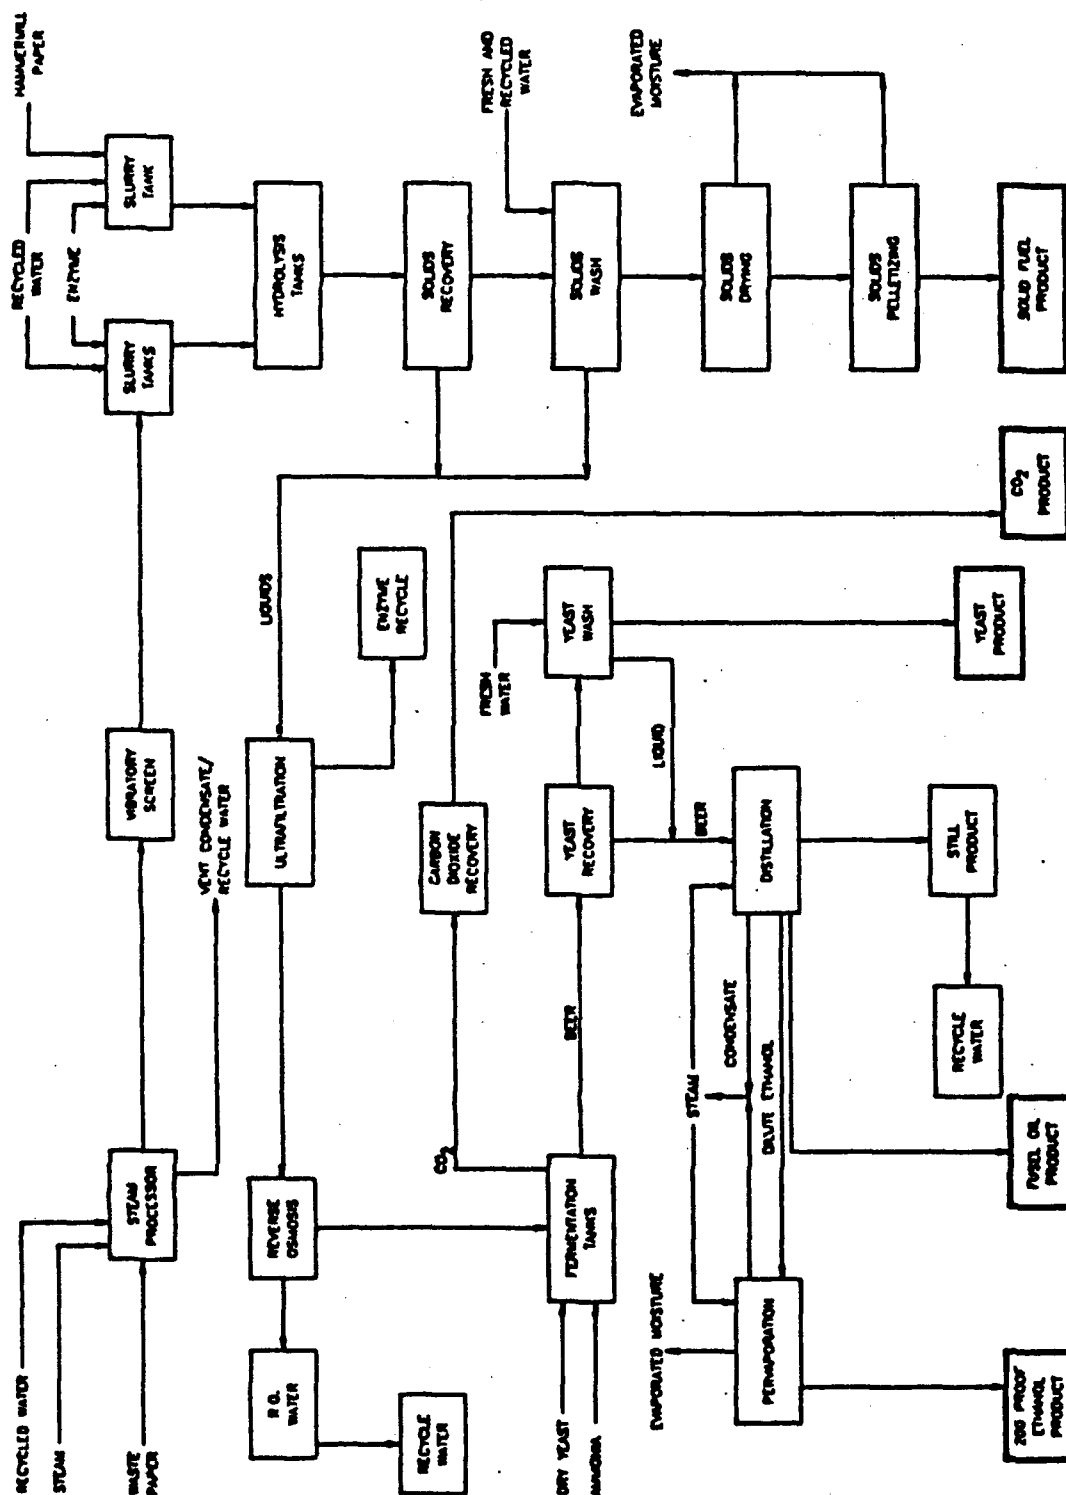 RECYCLED WATER
STEAM
WASTE
PAPER
STEAM
PROCESSOR
VENT CONDENSATE/
RECYCLE WATER
VIBRATORY
SCREEN
SLURRY
TANKS
RECYCLED
WATER
ENZYME
HAMMERMILL
PAPER
SLURRY
TANK
HYDROLYSIS
TANKS
SOLIDS
RECOVERY
FRESH AND
RECYCLED
WATER
SOLIDS
WASH
EVAPORATED
MOISTURE
SOLIDS
DRYING
SOLIDS
PELLETIZING
SOLID FUEL
PRODUCT
LIQUIDS
ULTRAFILTRATION
ENZYME
RECYCLE
REVERSE
OSMOSIS
R.O.
WATER
RECYCLE
WATER
CO2
CARBON
DIOXIDE
RECOVERY
CO2
PRODUCT
DRY YEAST
AMMONIA
FERMENTATION
TANKS
BEER
YEAST
RECOVERY
FRESH
WATER
YEAST
WASH
YEAST
PRODUCT
LIQUID
BEER
DISTILLATION
STEAM
CONDENSATE
DILUTE ETHANOL
STILL
PRODUCT
RECYCLE
WATER
EVAPORATED MOISTURE
PERVAPORATION
FUSEL OIL
PRODUCT
200 PROOF
ETHANOL
PRODUCT